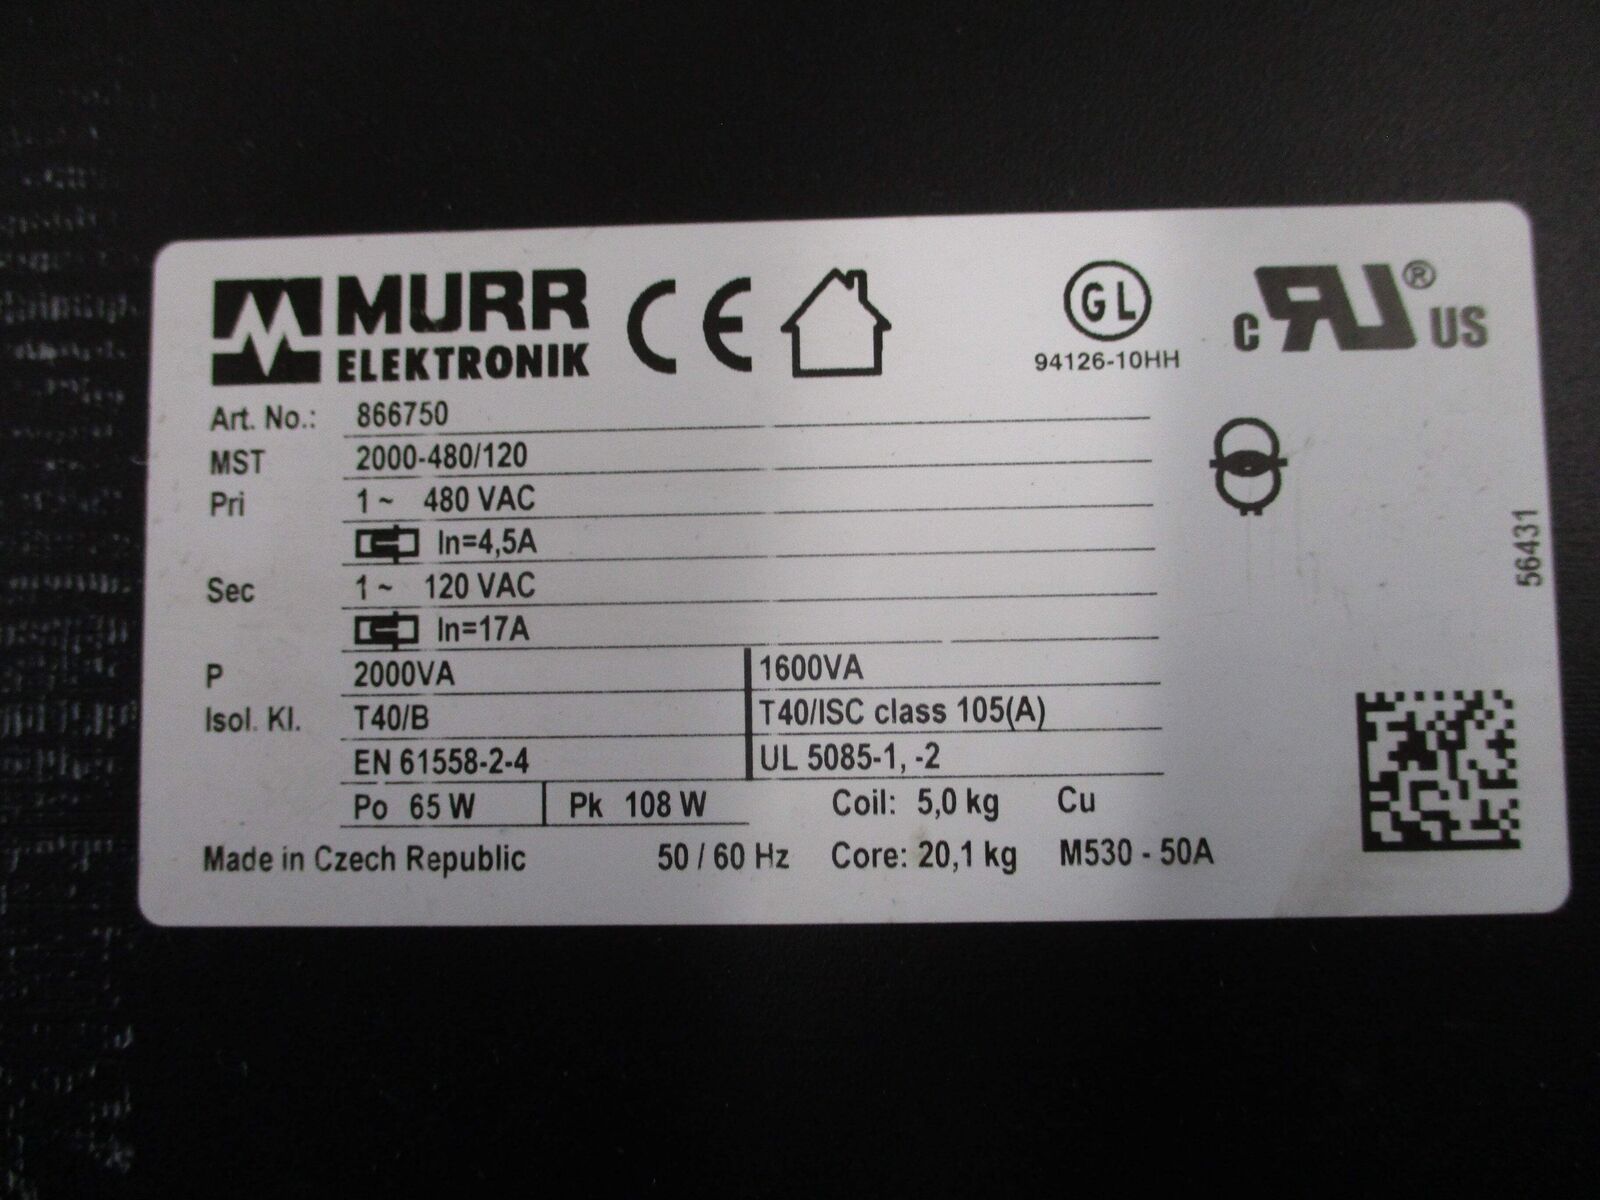 MURR
ELEKTRONIK
CE
GL
94126-10HH
c RU ® US
Art. No.: 866750
MST 2000-480/120
Pri 1 ~ 480 VAC
In=4,5A
Sec 1 ~ 120 VAC
In=17A
P 2000VA 1600VA
Isol. Kl. T40/B T40/ISC class 105(A)
EN 61558-2-4 UL 5085-1, -2
Po 65 W Pk 108 W Coil: 5,0 kg Cu
Made in Czech Republic 50 / 60 Hz Core: 20,1 kg M530 - 50A
56431